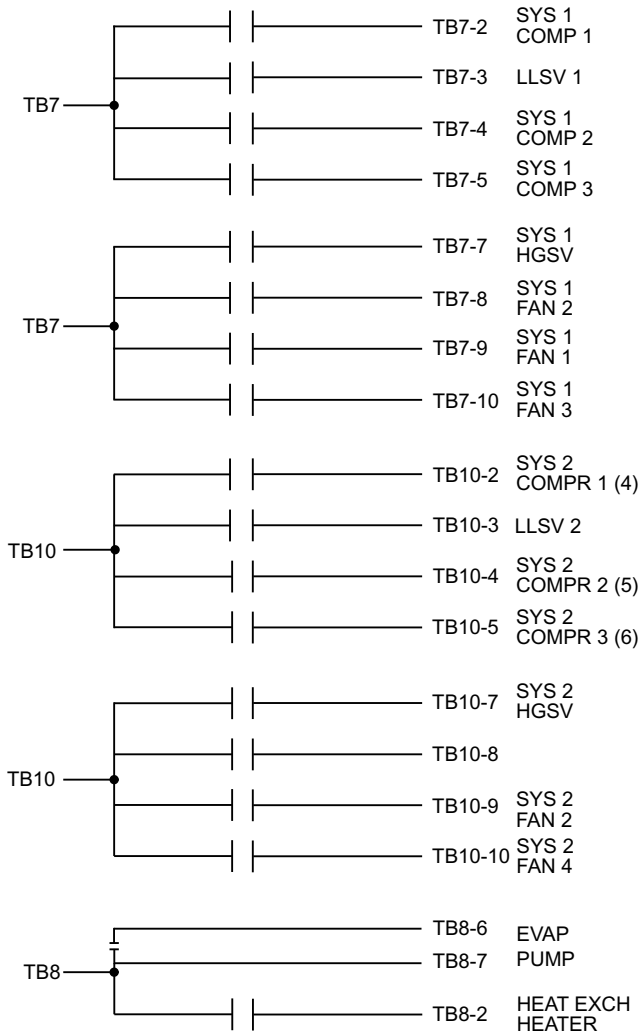 TB7-2 SYS 1
COMP 1
TB7-3 LLSV 1
TB7
TB7-4 SYS 1
COMP 2
TB7-5 SYS 1
COMP 3
TB7-7 SYS 1
HGSV
TB7-8 SYS 1
FAN 2
TB7
TB7-9 SYS 1
FAN 1
TB7-10 SYS 1
FAN 3
TB10-2 SYS 2
COMPR 1 (4)
TB10-3 LLSV 2
TB10
TB10-4 SYS 2
COMPR 2 (5)
TB10-5 SYS 2
COMPR 3 (6)
TB10-7 SYS 2
HGSV
TB10-8
TB10
TB10-9 SYS 2
FAN 2
TB10-10 SYS 2
FAN 4
TB8-6 EVAP
TB8-7 PUMP
TB8
TB8-2 HEAT EXCH
HEATER